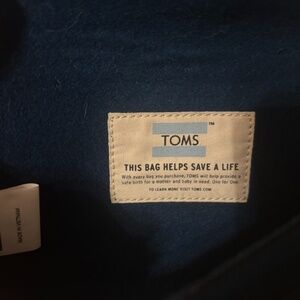 TOMS™
THIS BAG HELPS SAVE A LIFE
With every bag you purchase, TOMS will help provide a
safe birth for a mother and baby in need. One for One.
TO LEARN MORE VISIT TOMS.COM